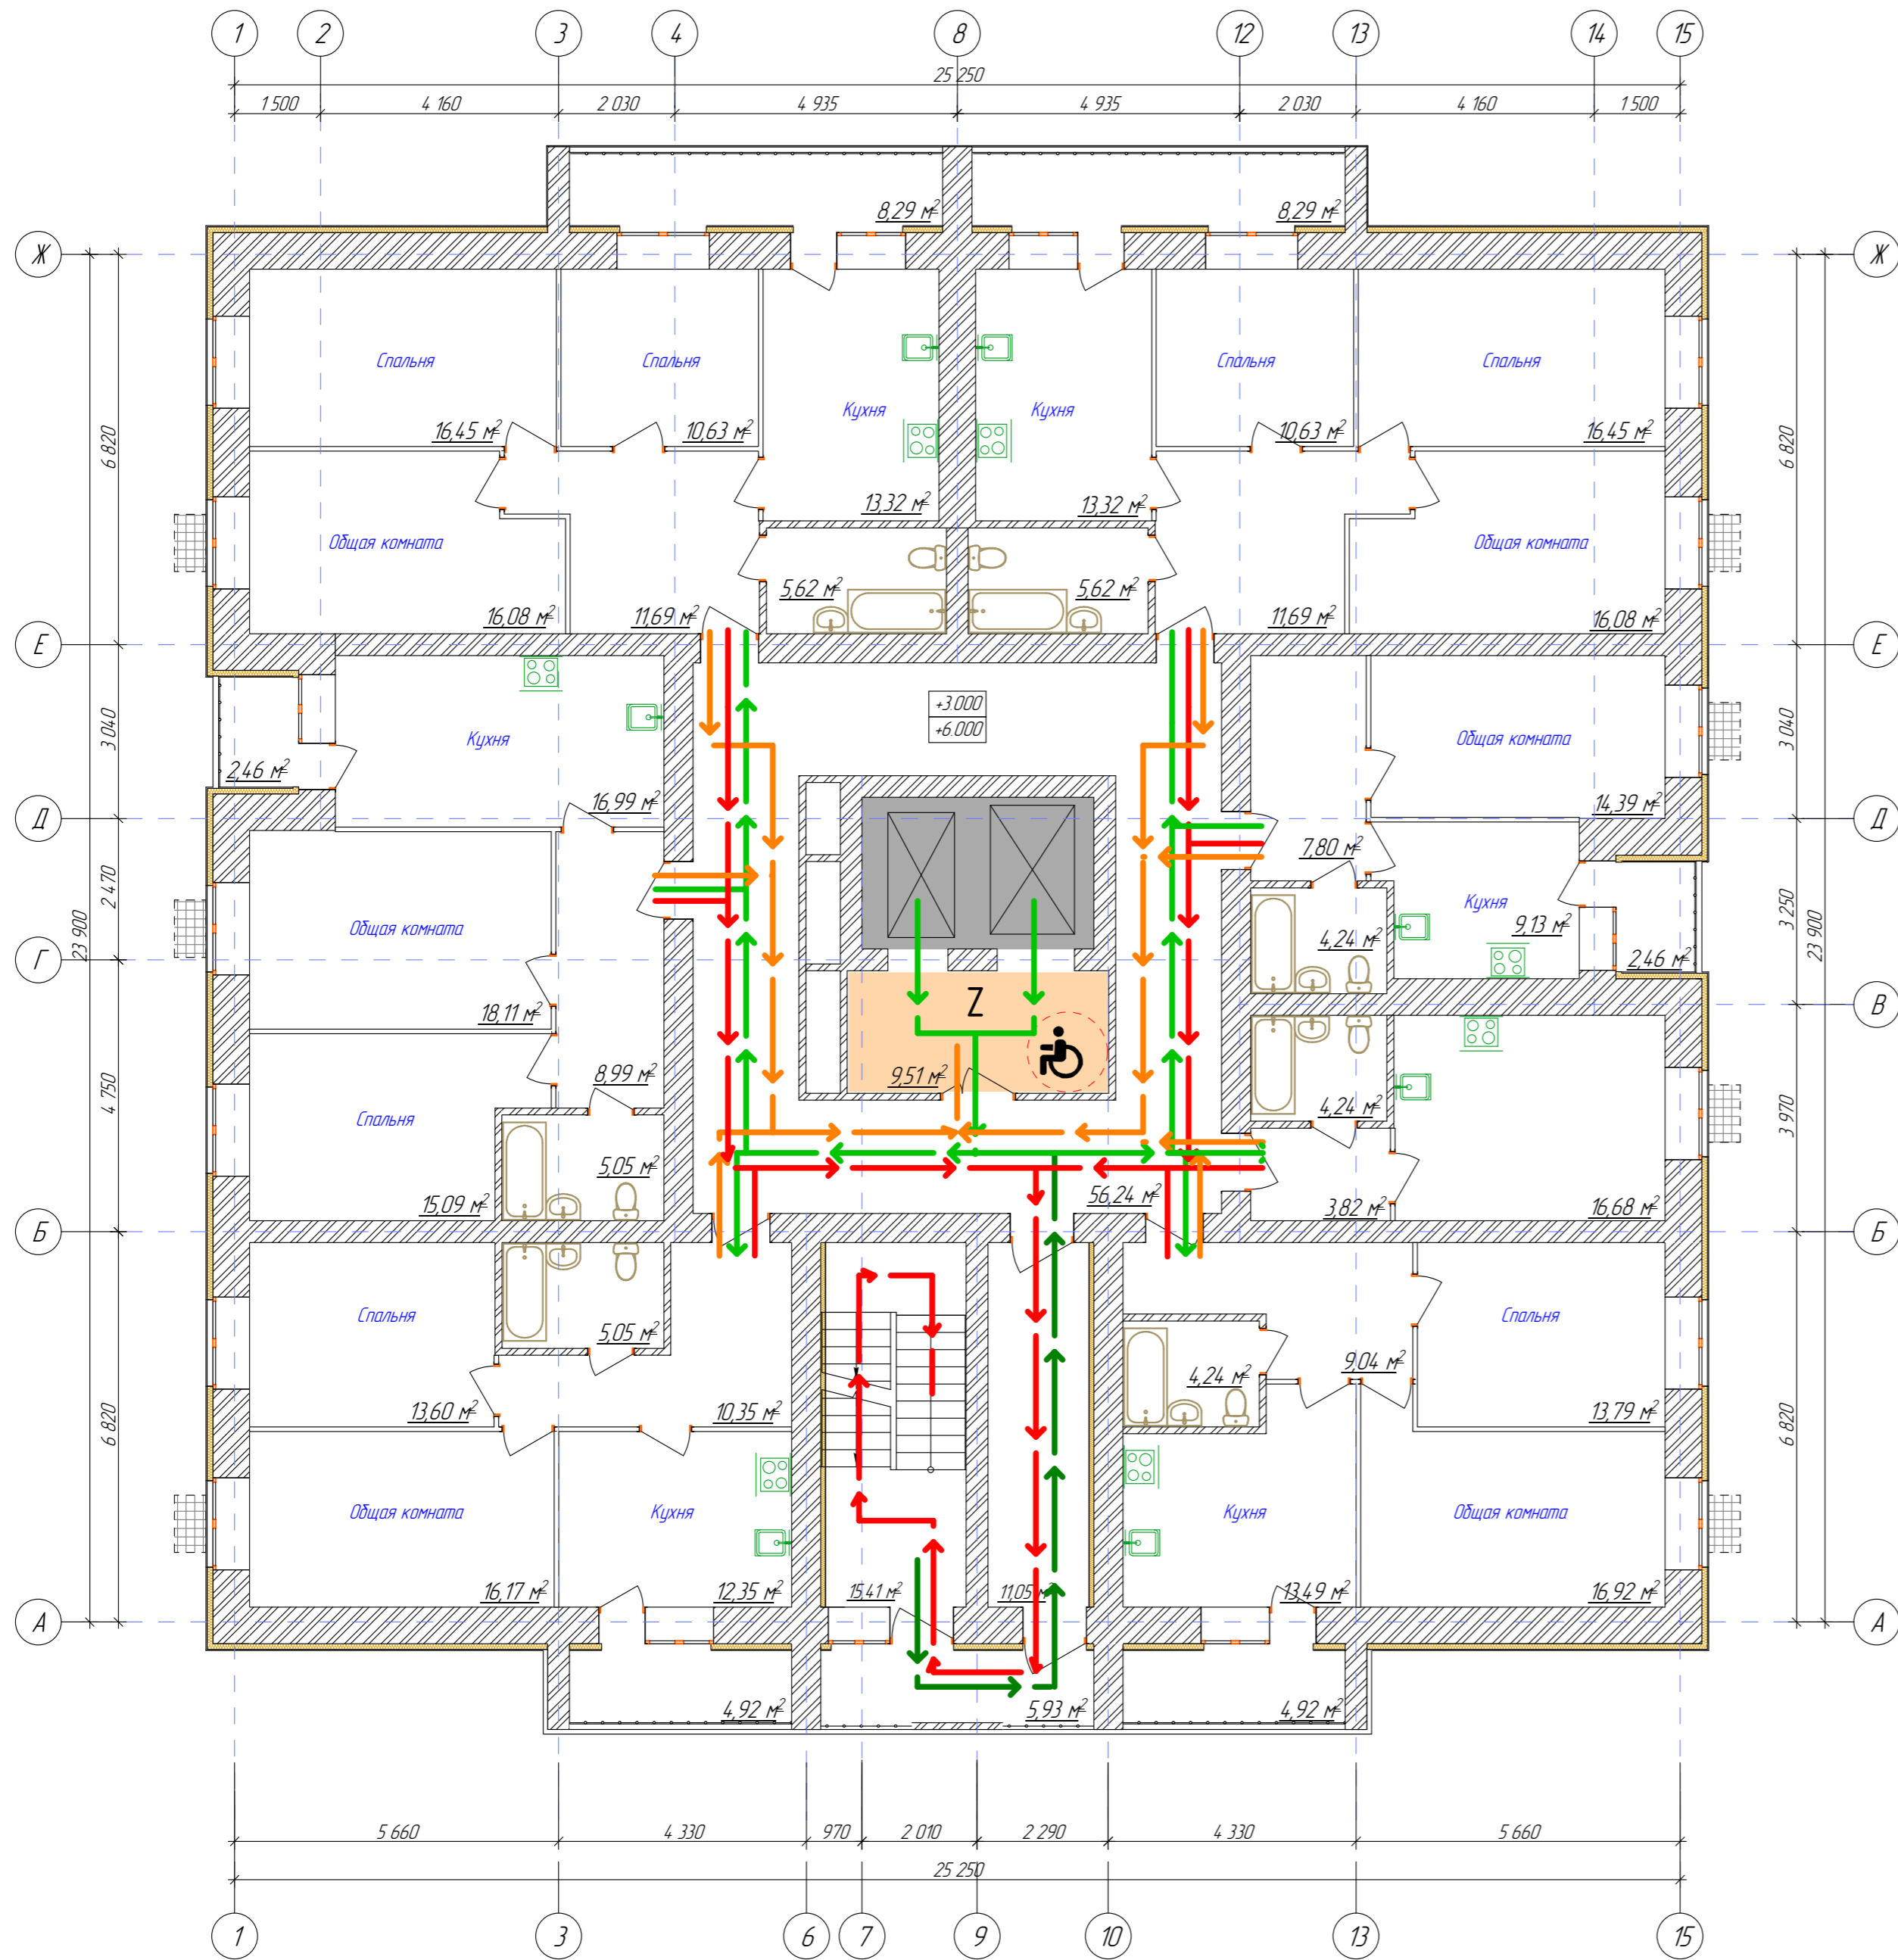 1 2 3 4 8 12 13 14 15
25 250
1 500 4 160 2 030 4 935 4 935 2 030 4 160 1 500
8,29 м² 8,29 м²
Ж Ж
Спальня Спальня Спальня Спальня
Кухня Кухня
16,45 м² 10,63 м² 10,63 м² 16,45 м²
6 820 6 820
13,32 м² 13,32 м²
Общая комната Общая комната
5,62 м² 5,62 м²
16,08 м² 11,69 м² 11,69 м² 16,08 м²
Е Е
+3.000
+6.000
3 040 3 040
Кухня Общая комната
2,46 м²
16,99 м² 14,39 м²
Д Д
7,80 м²
2 470 3 250
Кухня
Общая комната 9,13 м²
23 900 4,24 м² 2,46 м² 23 900
Г
Z В
18,11 м²
8,99 м² 9,51 м²
4 750 4,24 м² 3 970
Спальня
5,05 м²
15,09 м² 56,24 м² 3,82 м² 16,68 м²
Б Б
Спальня Спальня
5,05 м² 4,24 м² 9,04 м²
13,60 м² 10,35 м² 13,79 м²
6 820 6 820
Общая комната Кухня Кухня Общая комната
16,17 м² 12,35 м² 15,41 м² 11,05 м² 13,49 м² 16,92 м²
А А
4,92 м² 5,93 м² 4,92 м²
5 660 4 330 970 2 010 2 290 4 330 5 660
25 250
1 3 6 7 9 10 13 15